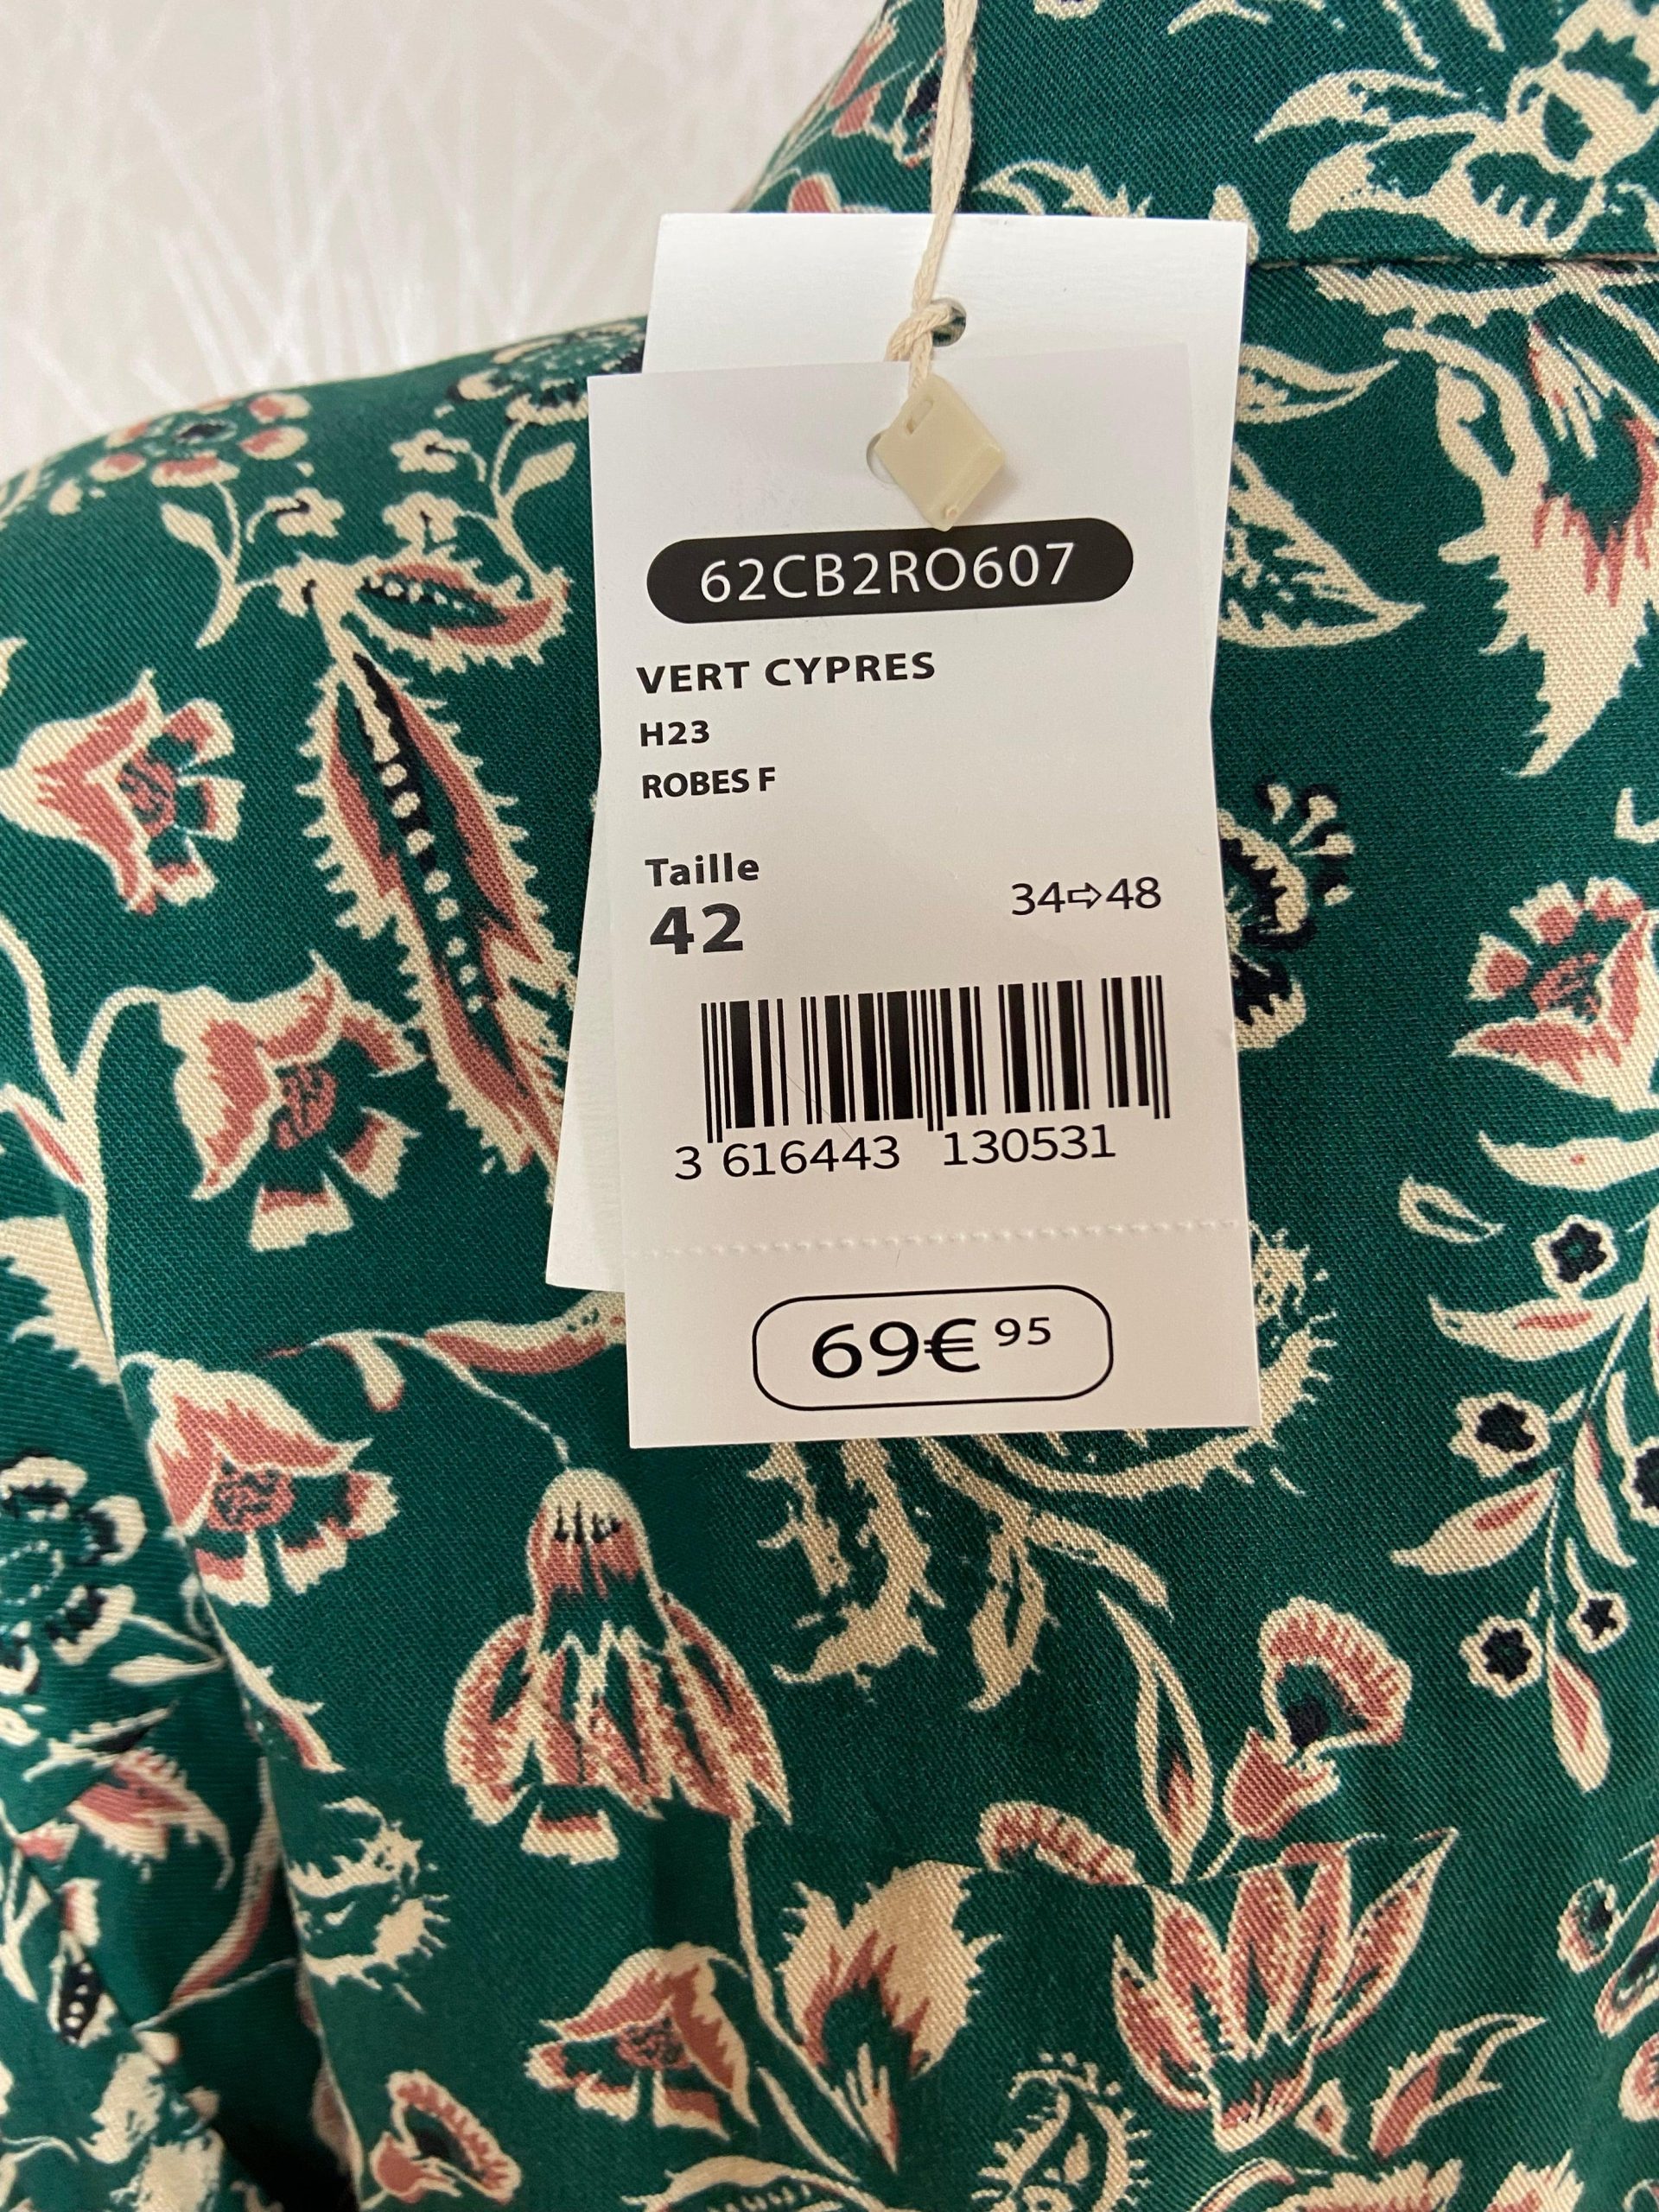 62CB2RO607
VERT CYPRES
H23
ROBES F
Taille
42
34⇨48
3 616443 130531
69€95